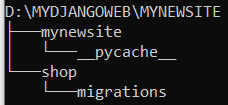 D:\MYDJANGOWEB\MYNEWSITE
├───mynewsite
│   └───__pycache__
└───shop
    └───migrations